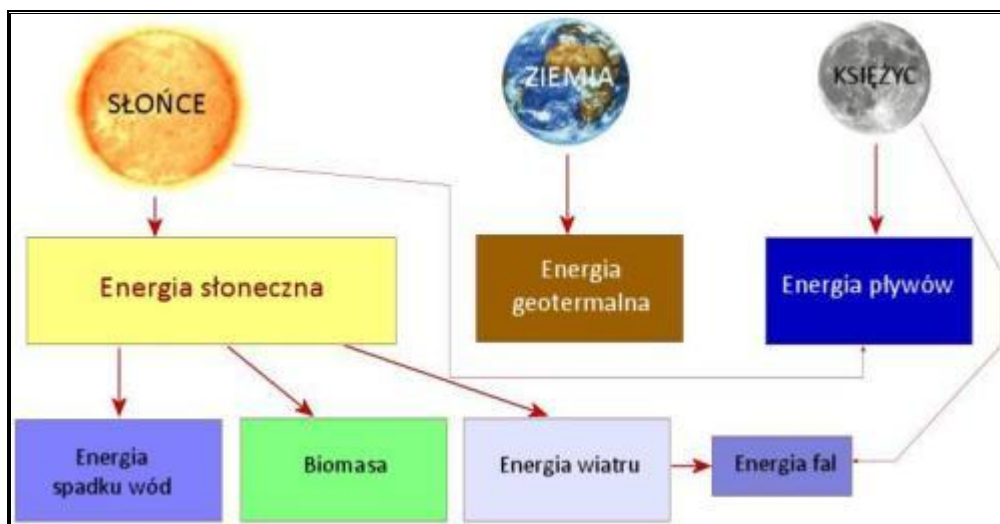 SŁOŃCE
ZIEMIA
KSIĘŻYC
Energia słoneczna
Energia
geotermalna
Energia pływów
Energia
spadku wód
Biomasa
Energia wiatru
Energia fal